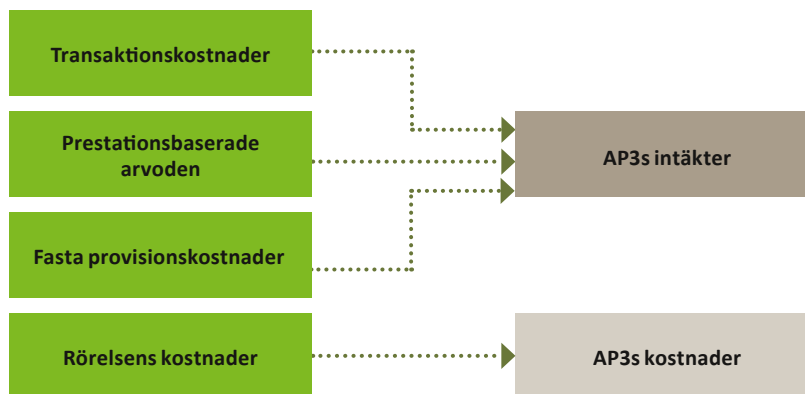 Transaktionskostnader
Prestationsbaserade
arvoden
AP3s intäkter
Fasta provisionskostnader
Rörelsens kostnader
AP3s kostnader